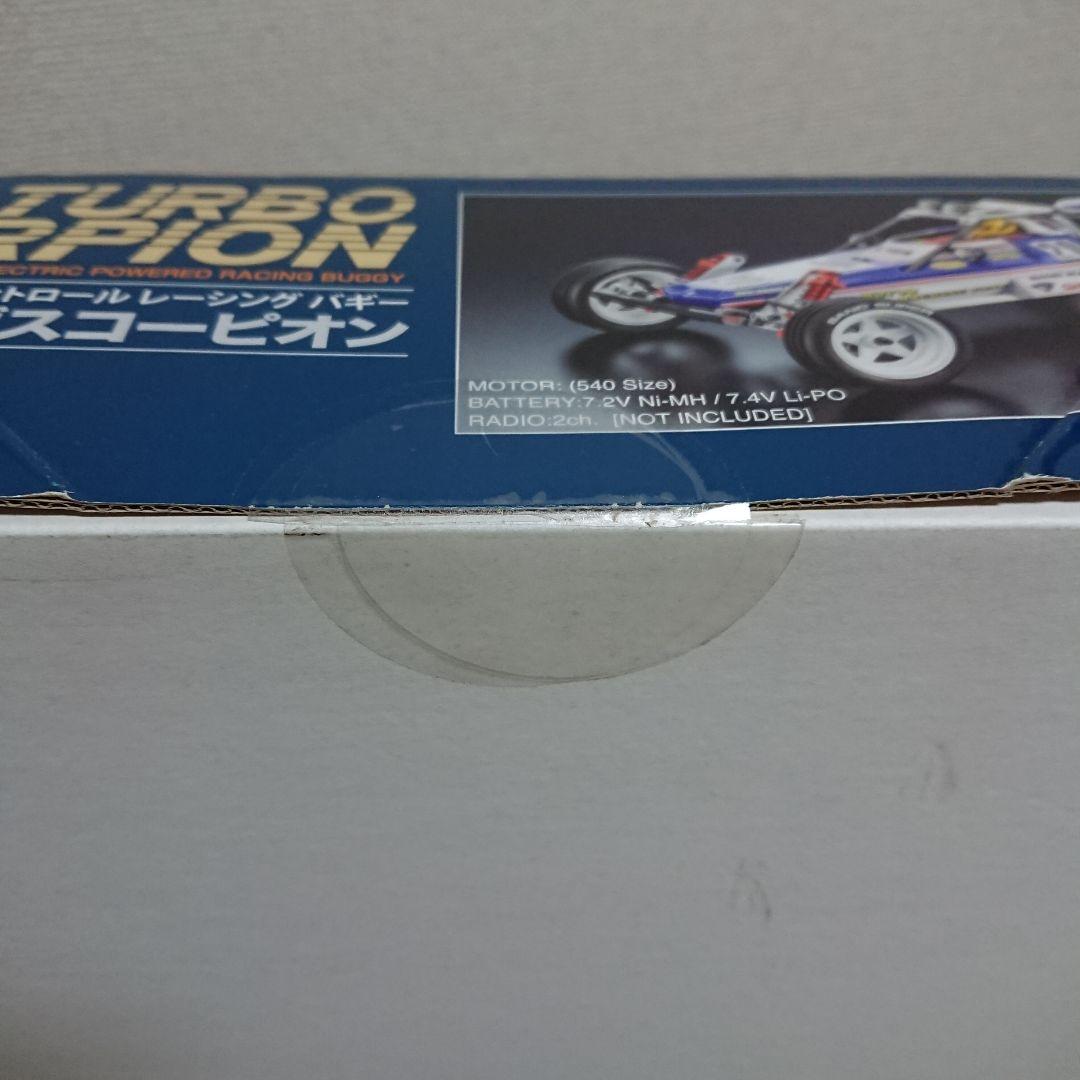 TURBO
RPION
ECTRIC POWERED RACING BUGGY
トロール レーシング バギー
スコーピオン
MOTOR: (540 Size)
BATTERY:7.2V Ni-MH / 7.4V Li-PO
RADIO:2ch. [NOT INCLUDED]